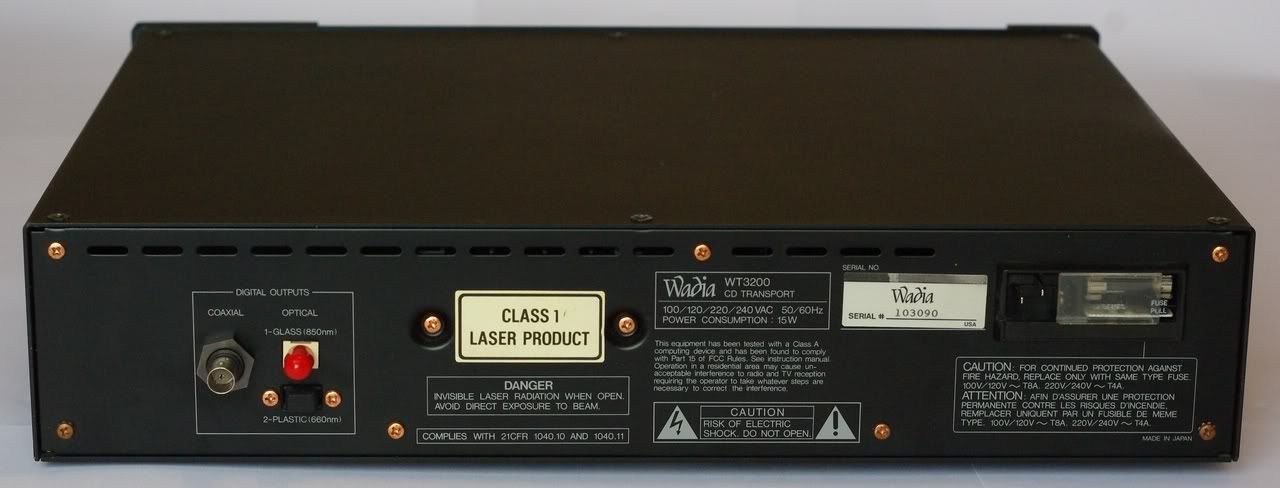 DIGITAL OUTPUTS
COAXIAL
OPTICAL
1-GLASS(850nm)
2-PLASTIC(660nm)
CLASS 1
LASER PRODUCT
DANGER
INVISIBLE LASER RADIATION WHEN OPEN.
AVOID DIRECT EXPOSURE TO BEAM.
COMPLIES WITH 21CFR 1040.10 AND 1040.11
Wadia WT3200
CD TRANSPORT
100/120/220/240 VAC 50/60Hz
POWER CONSUMPTION : 15W
This equipment has been tested with a Class A
computing device and has been found to comply
with Part 15 of FCC Rules. See instruction manual.
Operation in a residential area may cause un-
acceptable interference to radio and TV reception
requiring the operator to take whatever steps are
necessary to correct the interference.
CAUTION
RISK OF ELECTRIC
SHOCK. DO NOT OPEN.
SERIAL NO.
Wadia
SERIAL # 103090
USA
FUSE
PULL
CAUTION: FOR CONTINUED PROTECTION AGAINST
FIRE HAZARD, REPLACE ONLY WITH SAME TYPE FUSE.
100V/120V ～ T8A. 220V/240V ～ T4A.
ATTENTION: AFIN D'ASSURER UNE PROTECTION
PERMANENTE CONTRE LES RISQUES D'INCENDIE,
REMPLACER UNIQUENT PAR UN FUSIBLE DE MEME
TYPE. 100V/120V ～ T8A. 220V/240V ～ T4A.
MADE IN JAPAN